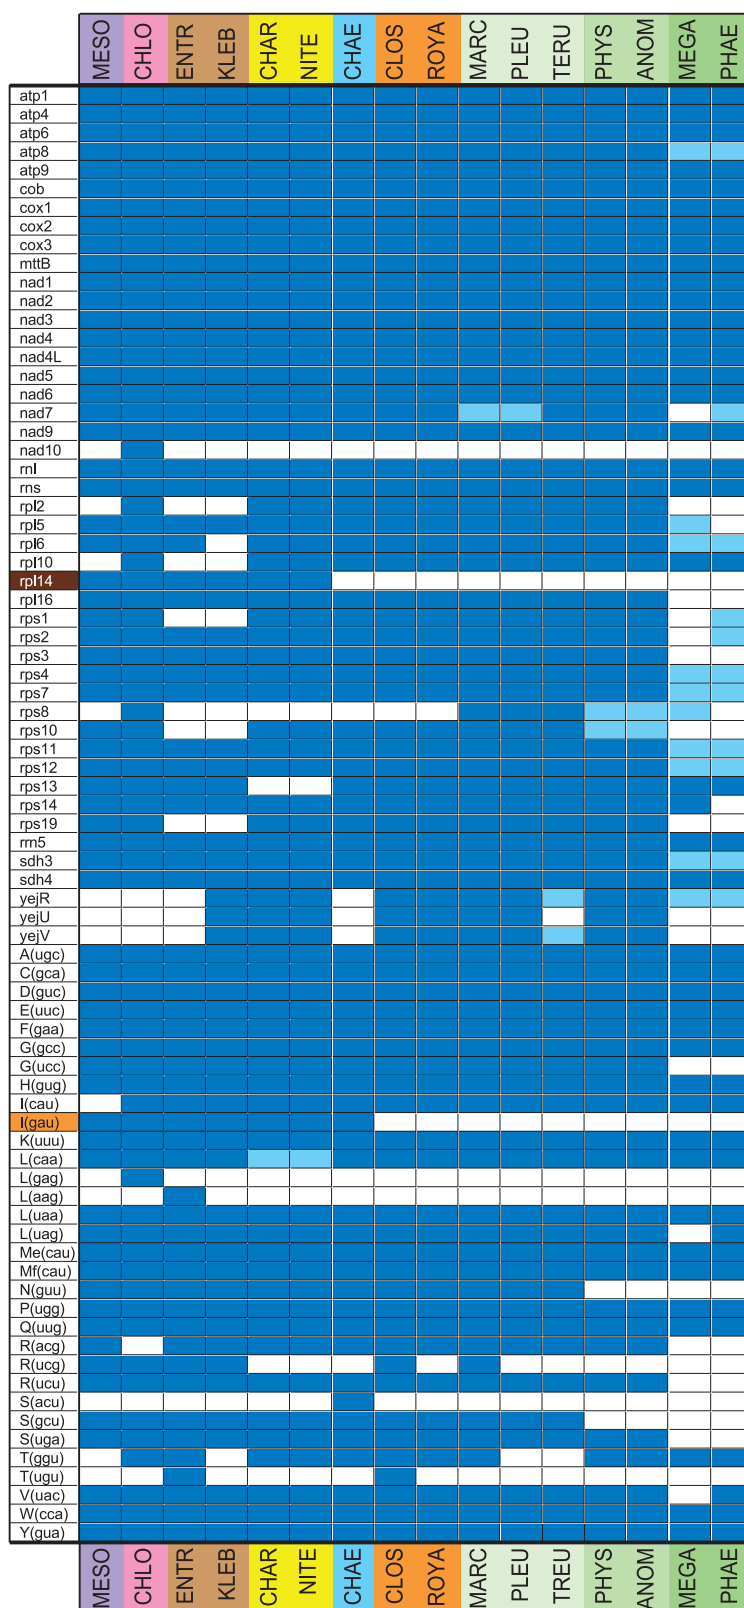 MESO CHLO ENTR KLEB CHAR NITE CHAE CLOS ROYA MARC PLEU TERU PHYS ANOM MEGA PHAE
atp1
atp4
atp6
atp8
atp9
cob
cox1
cox2
cox3
mttB
nad1
nad2
nad3
nad4
nad4L
nad5
nad6
nad7
nad9
nad10
rnl
rns
rpl2
rpl5
rpl6
rpl10
rpl14
rpl16
rps1
rps2
rps3
rps4
rps7
rps8
rps10
rps11
rps12
rps13
rps14
rps19
rrn5
sdh3
sdh4
yejR
yejU
yejV
A(ugc)
C(gca)
D(guc)
E(uuc)
F(gaa)
G(gcc)
G(ucc)
H(gug)
I(cau)
I(gau)
K(uuu)
L(caa)
L(gag)
L(aag)
L(uaa)
L(uag)
Me(cau)
Mf(cau)
N(guu)
P(ugg)
Q(uug)
R(acg)
R(ucg)
R(ucu)
S(acu)
S(gcu)
S(uga)
T(ggu)
T(ugu)
V(uac)
W(cca)
Y(gua)
MESO CHLO ENTR KLEB CHAR NITE CHAE CLOS ROYA MARC PLEU TREU PHYS ANOM MEGA PHAE